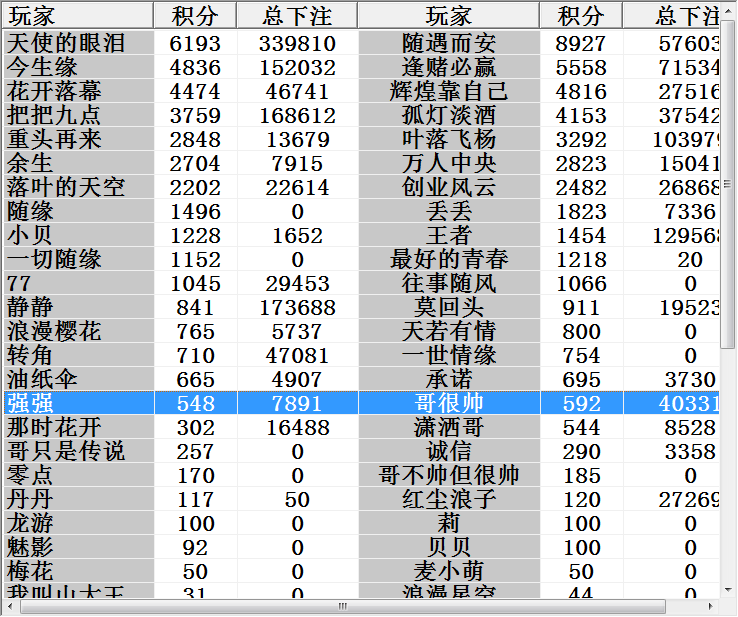 玩家 积分 总下注 玩家 积分 总下注
天使的眼泪 6193 339810 随遇而安 8927 57603
今生缘 4836 152032 逢赌必赢 5558 71534
花开落幕 4474 46741 辉煌靠自己 4816 27516
把把九点 3759 168612 孤灯淡酒 4153 37542
重头再来 2848 13679 叶落飞杨 3292 103979
余生 2704 7915 万人中央 2823 15041
落叶的天空 2202 22614 创业风云 2482 26868
随缘 1496 0 丢丢 1823 7336
小贝 1228 1652 王者 1454 129568
一切随缘 1152 0 最好的青春 1218 20
77 1045 29453 往事随风 1066 0
静静 841 173688 莫回头 911 19523
浪漫樱花 765 5737 天若有情 800 0
转角 710 47081 一世情缘 754 0
油纸伞 665 4907 承诺 695 3730
强强 548 7891 哥很帅 592 40331
那时花开 302 16488 潇洒哥 544 8528
哥只是传说 257 0 诚信 290 3358
零点 170 0 哥不帅但很帅 185 0
丹丹 117 50 红尘浪子 120 27269
龙游 100 0 莉 100 0
魅影 92 0 贝贝 100 0
梅花 50 0 麦小萌 50 0
我叫山大王 31 0 浪漫星空 44 0